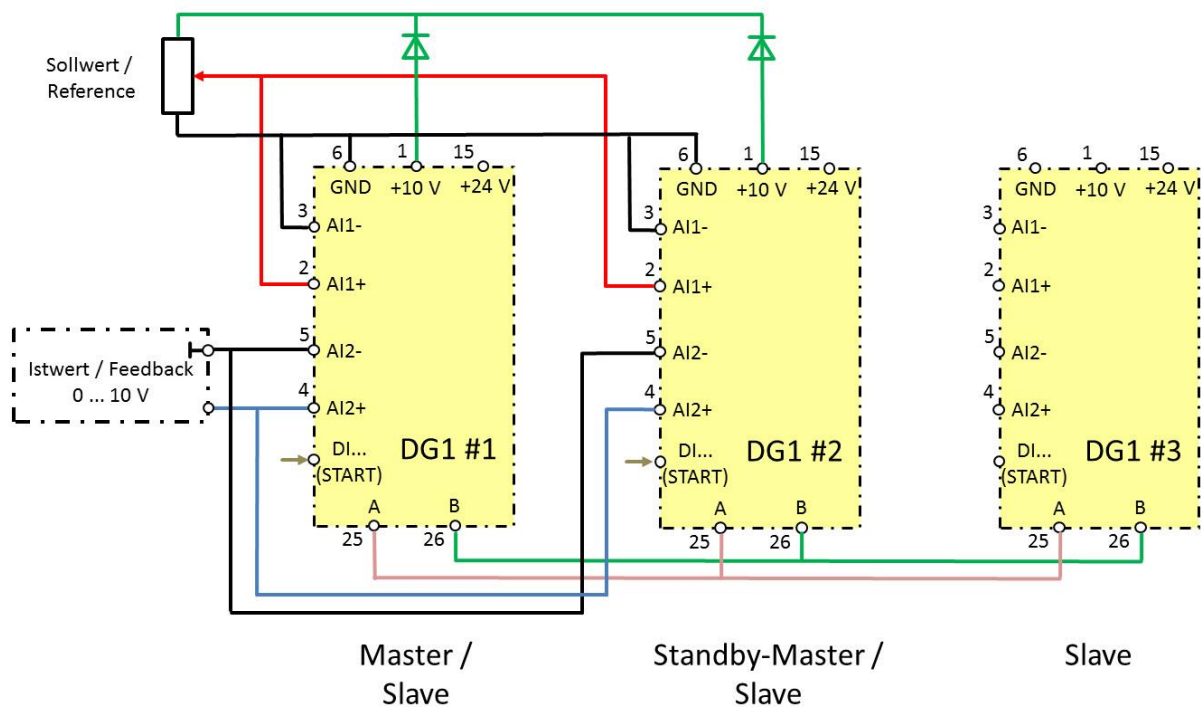 Sollwert /
Reference
6 1 15
GND +10 V +24 V
3 AI1-
2 AI1+
5 AI2-
4 AI2+
DI...
(START)
DG1 #1
A B
25 26
6 1 15
GND +10 V +24 V
3 AI1-
2 AI1+
5 AI2-
4 AI2+
DI...
(START)
DG1 #2
A B
25 26
6 1 15
GND +10 V +24 V
3 AI1-
2 AI1+
5 AI2-
4 AI2+
DI...
(START)
DG1 #3
A B
25 26
Istwert / Feedback
0 ... 10 V
Master /
Slave
Standby-Master /
Slave
Slave